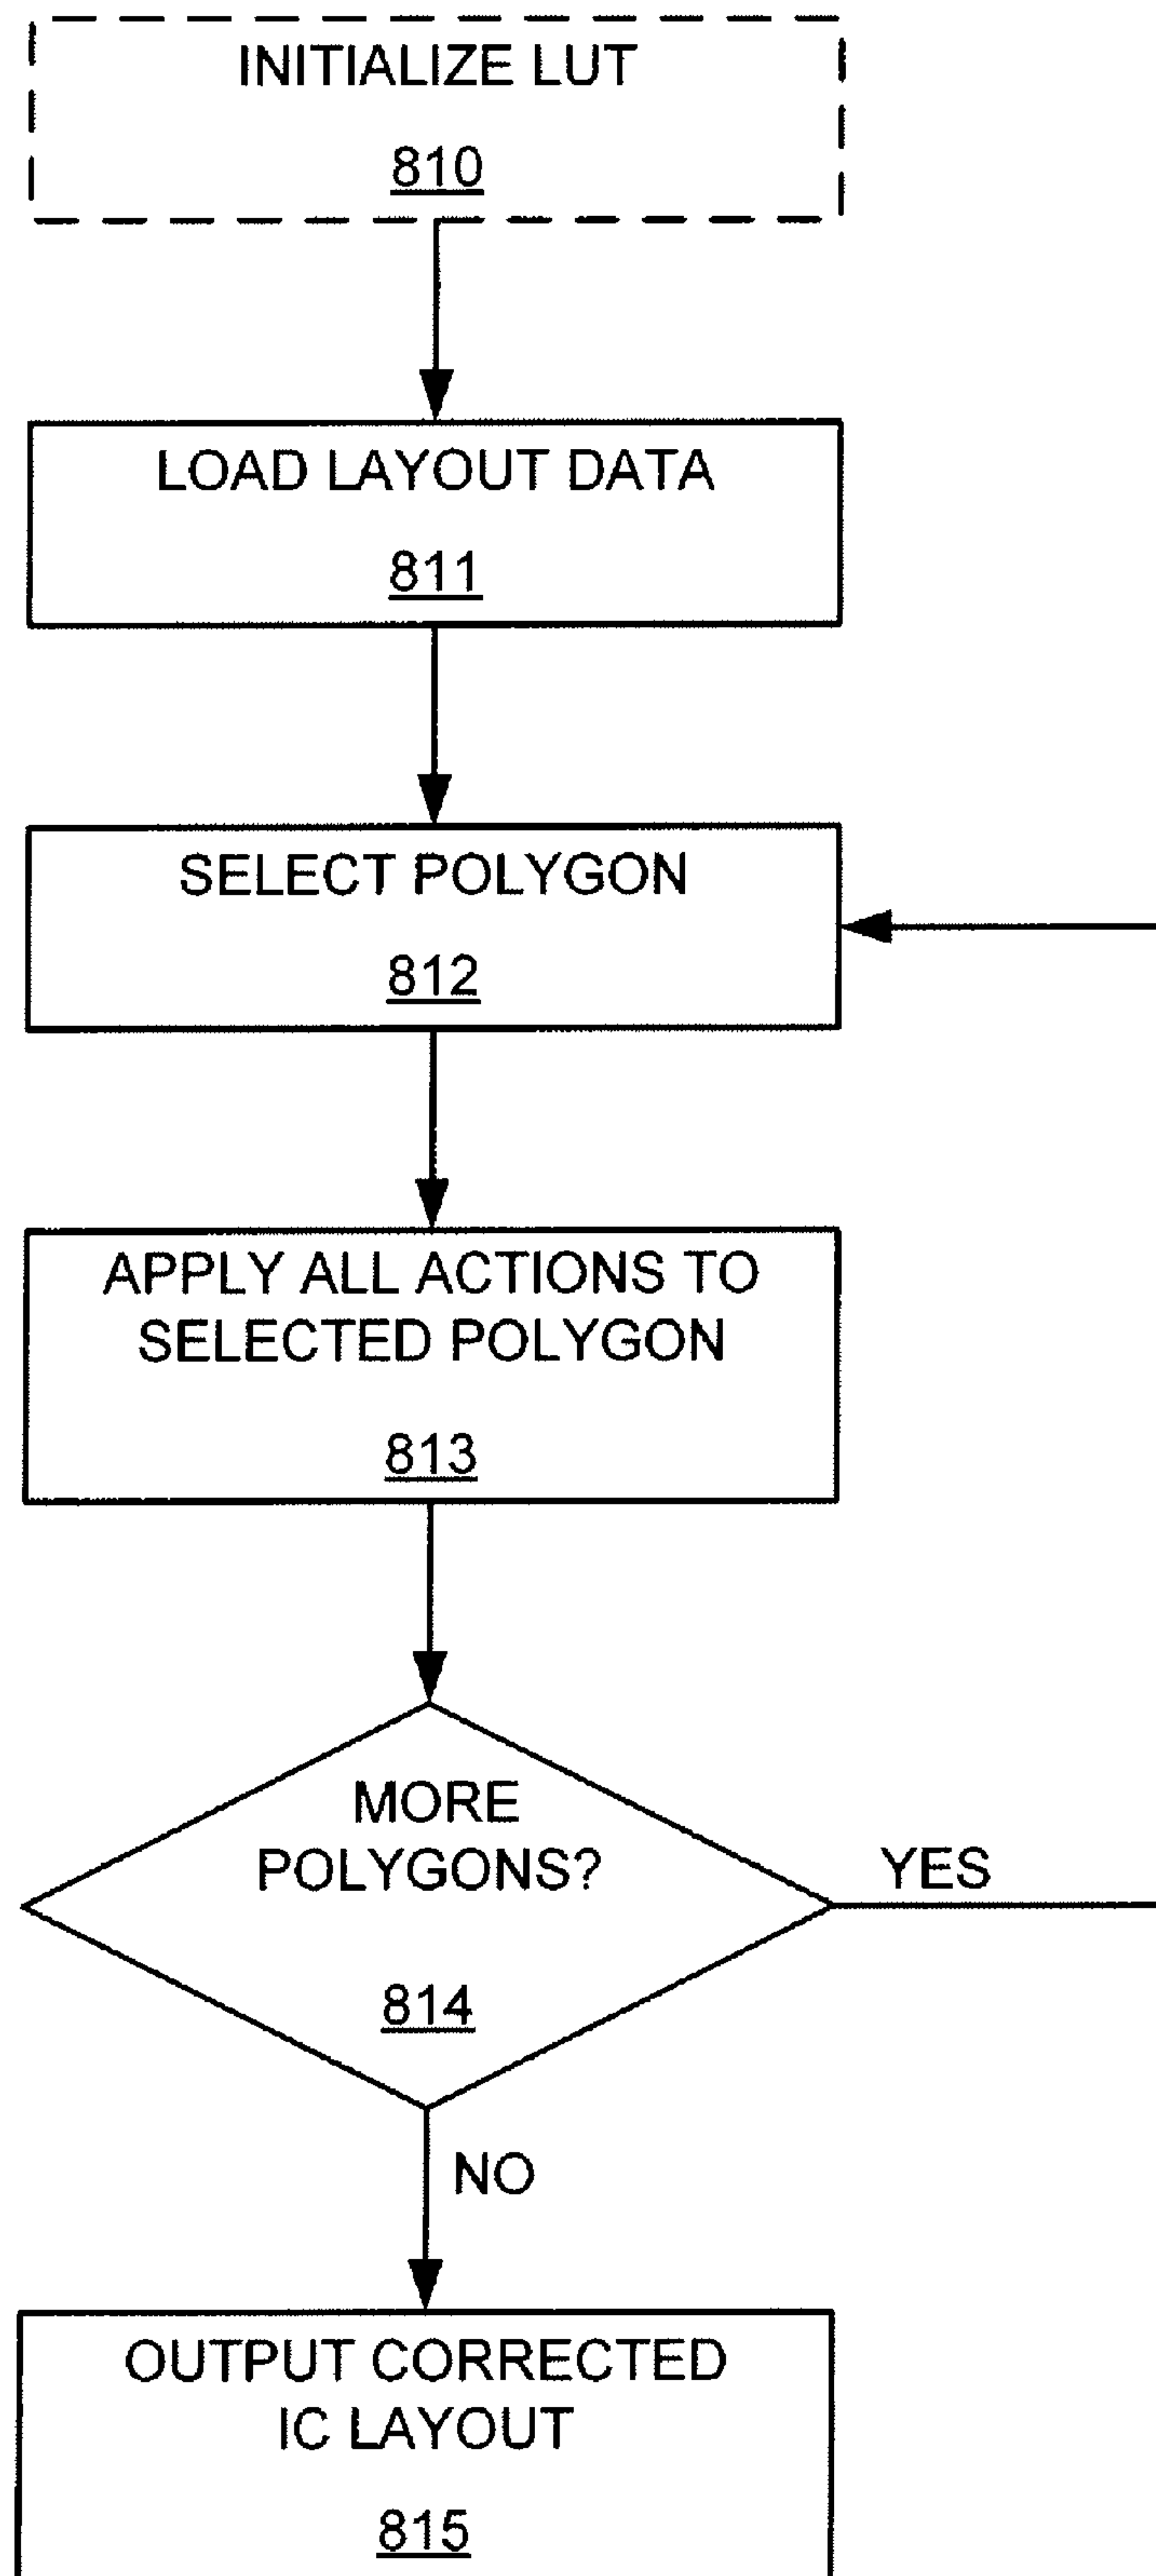 INITIALIZE LUT
810
LOAD LAYOUT DATA
811
SELECT POLYGON
812
APPLY ALL ACTIONS TO
SELECTED POLYGON
813
MORE
POLYGONS?
YES
814
NO
OUTPUT CORRECTED
IC LAYOUT
815